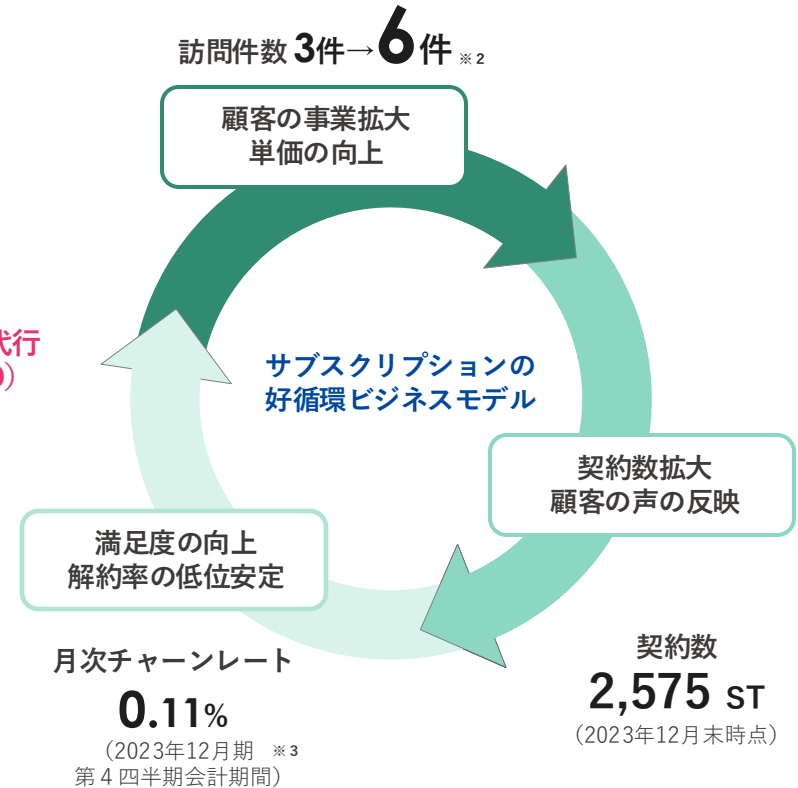 訪問件数 3件→6件 ※2
顧客の事業拡大
単価の向上
代行
サブスクリプションの
好循環ビジネスモデル
契約数拡大
顧客の声の反映
満足度の向上
解約率の低位安定
月次チャーンレート
0.11%
（2023年12月期 ※3
第4四半期会計期間）
契約数
2,575 ST
（2023年12月末時点）